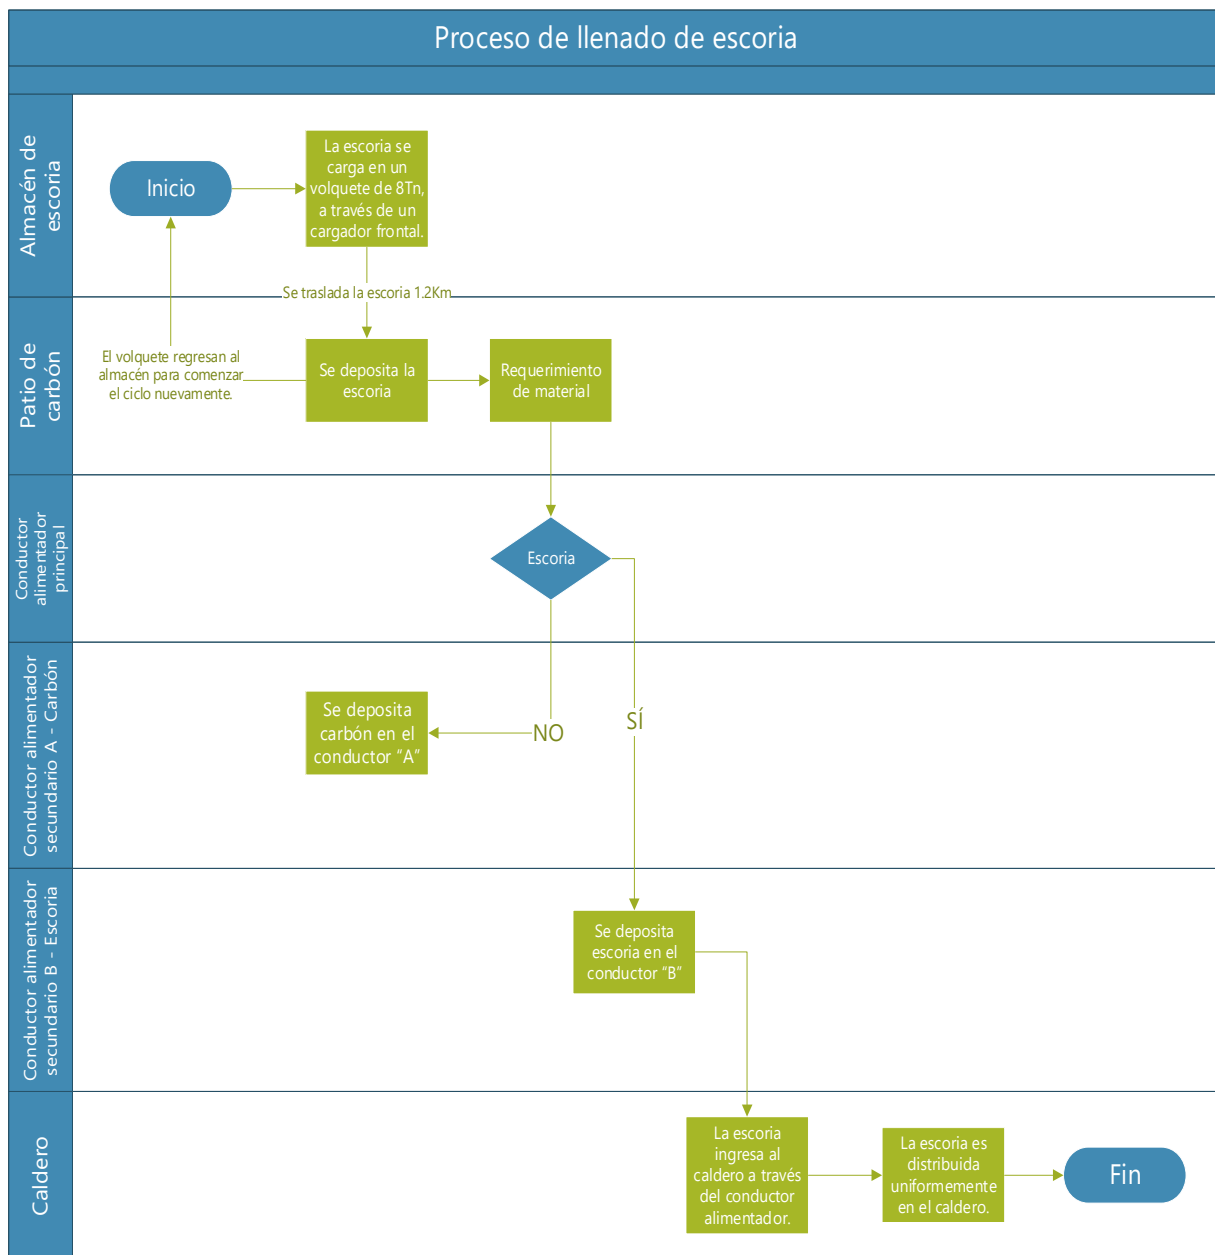 Proceso de llenado de escoria
Almacén de
escoria
Inicio
La escoria se
carga en un
volquete de 8Tn,
a través de un
cargador frontal.
Se traslada la escoria 1.2Km
Patio de
carbón
El volquete regresan al
almacén para comenzar
el ciclo nuevamente.
Se deposita la
escoria
Requerimiento
de material
Conductor
alimentador
principal
Escoria
Conductor alimentador
secundario A - Carbón
Se deposita
carbón en el
conductor “A”
NO
SÍ
Conductor alimentador
secundario B - Escoria
Se deposita
escoria en el
conductor “B”
Caldero
La escoria
ingresa al
caldero a través
del conductor
alimentador.
La escoria es
distribuida
uniformemente
en el caldero.
Fin